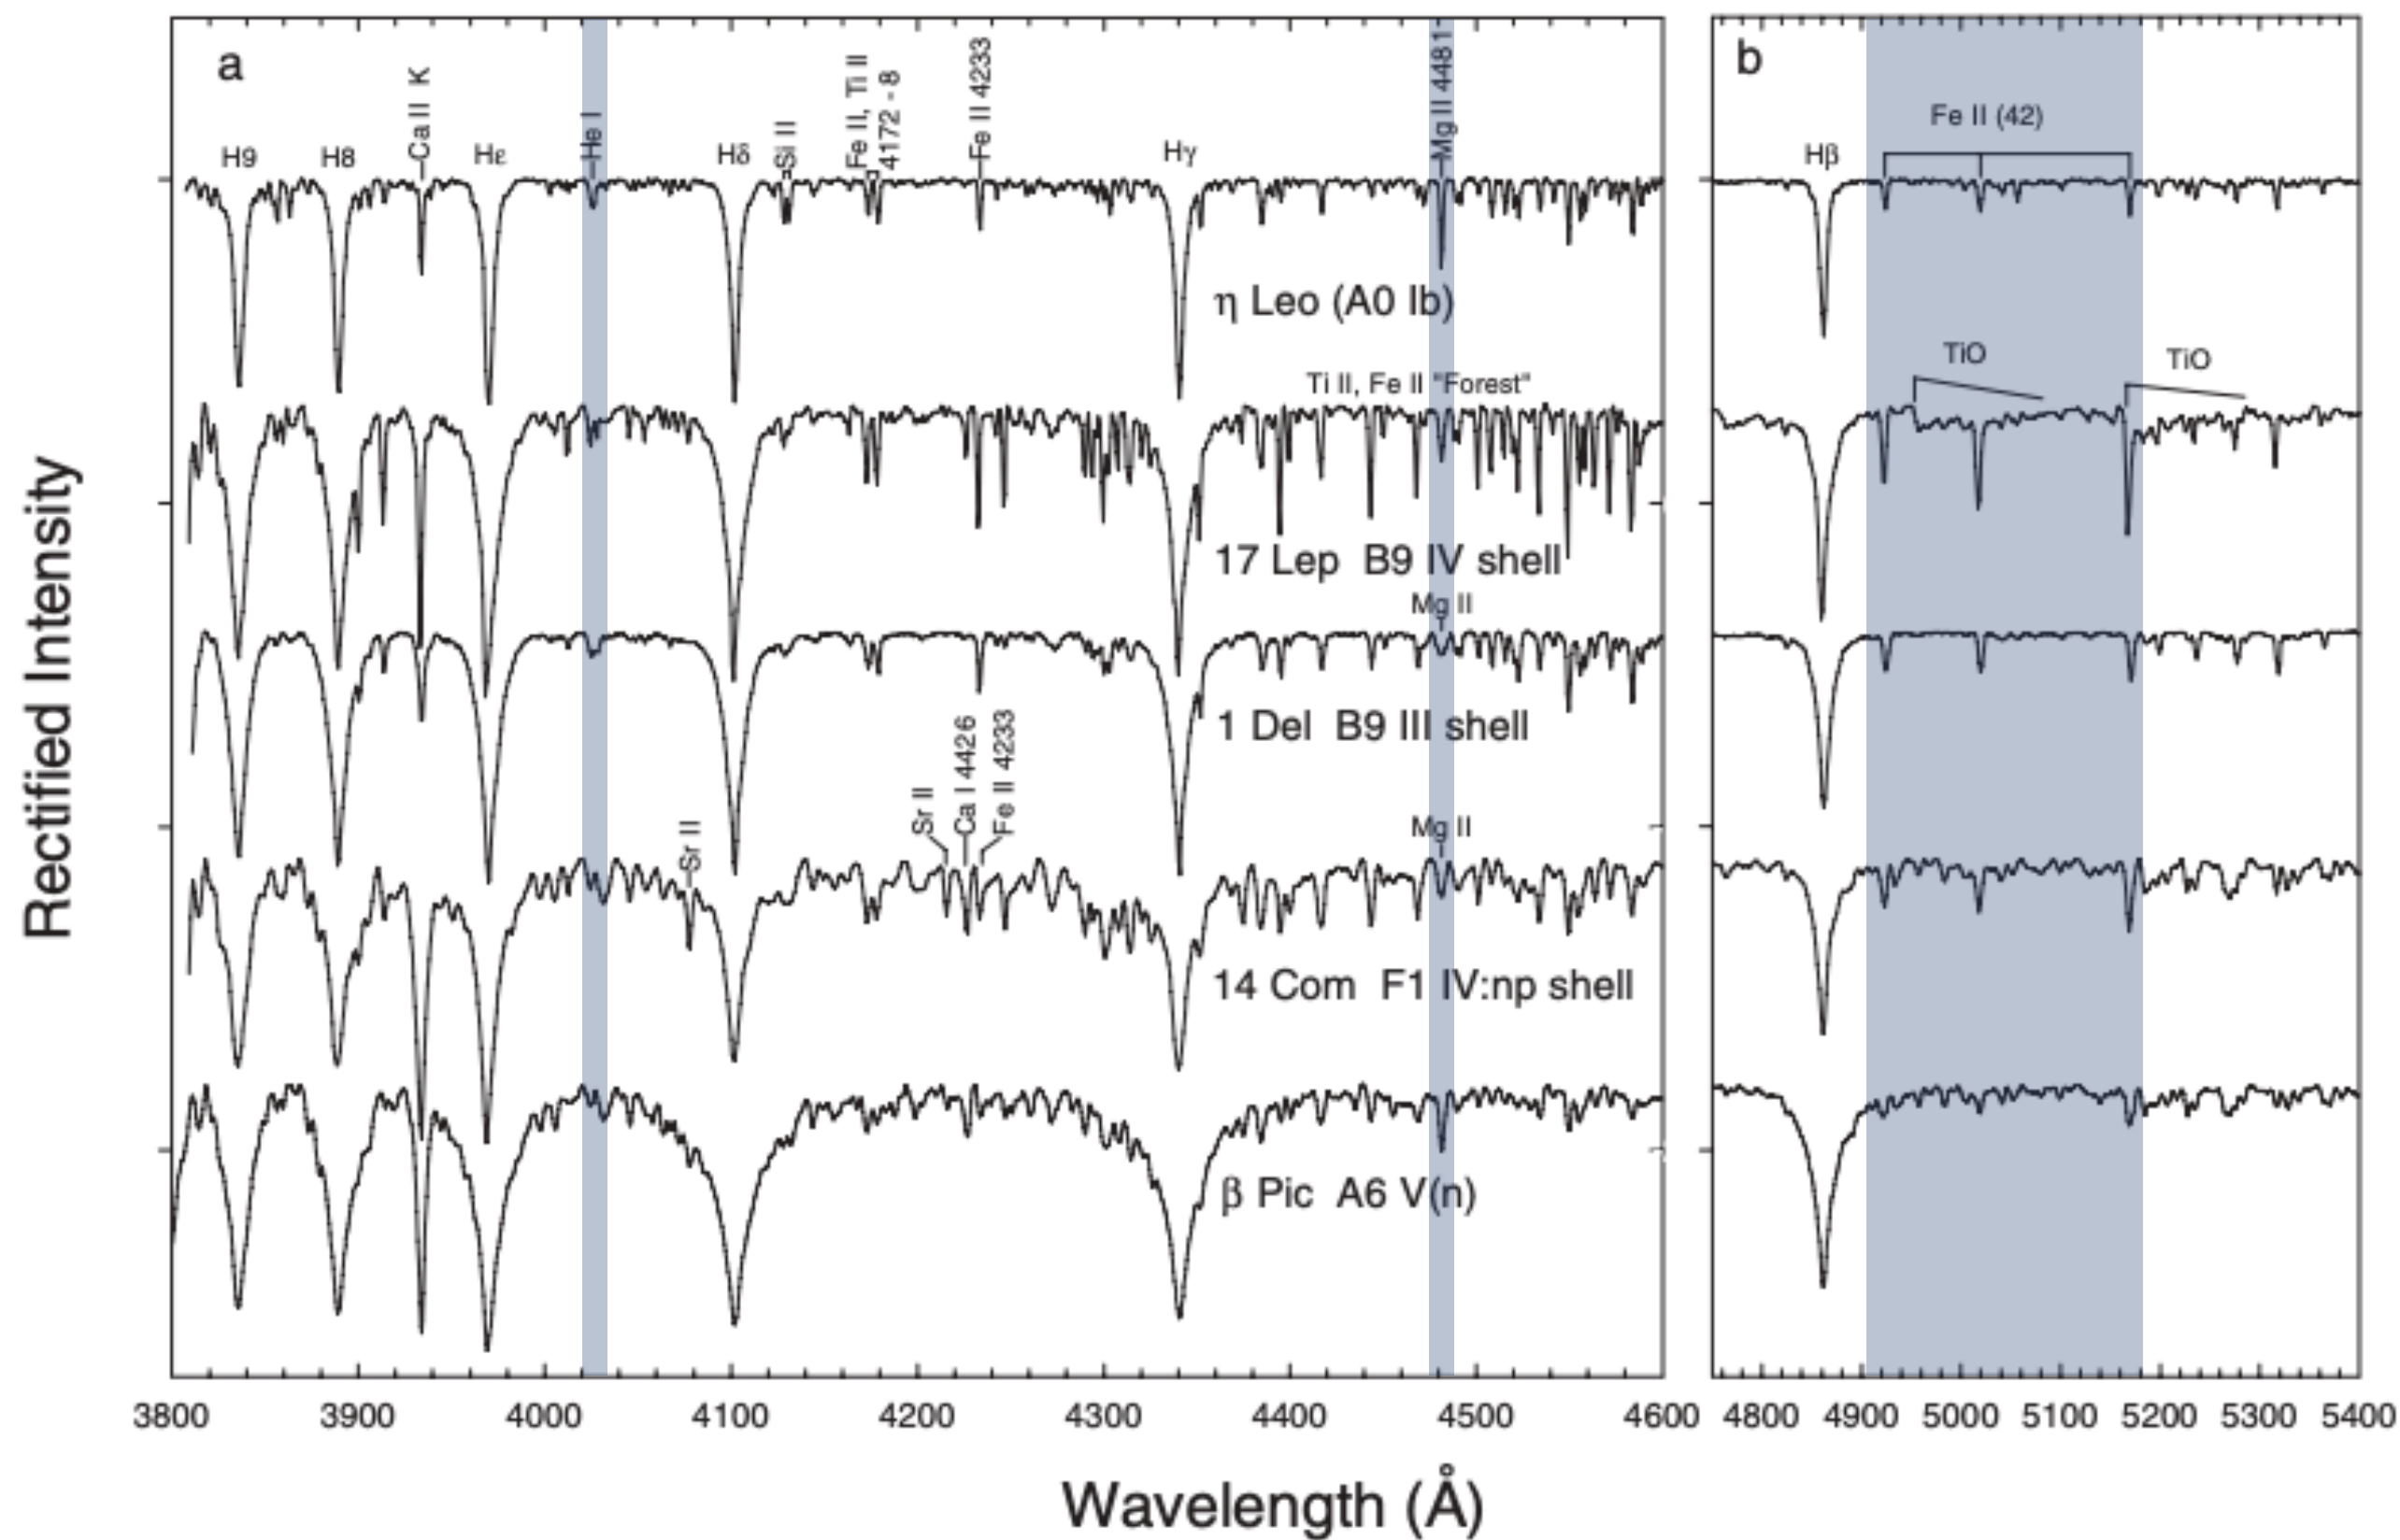 a
b
H9
H8
Ca II K
Hε
He I
Hδ
Si II
Fe II, Ti II
4172 - 8
Fe II 4233
Hγ
Mg II 4481
Hβ
Fe II (42)
η Leo (A0 Ib)
TiO
TiO
Ti II, Fe II "Forest"
17 Lep B9 IV shell
Mg II
1 Del B9 III shell
Sr II
Sr II
Ca I 4426
Fe II 4233
Mg II
14 Com F1 IV:np shell
β Pic A6 V(n)
Rectified Intensity
3800 3900 4000 4100 4200 4300 4400 4500 4600
4800 4900 5000 5100 5200 5300 5400
Wavelength (Å)